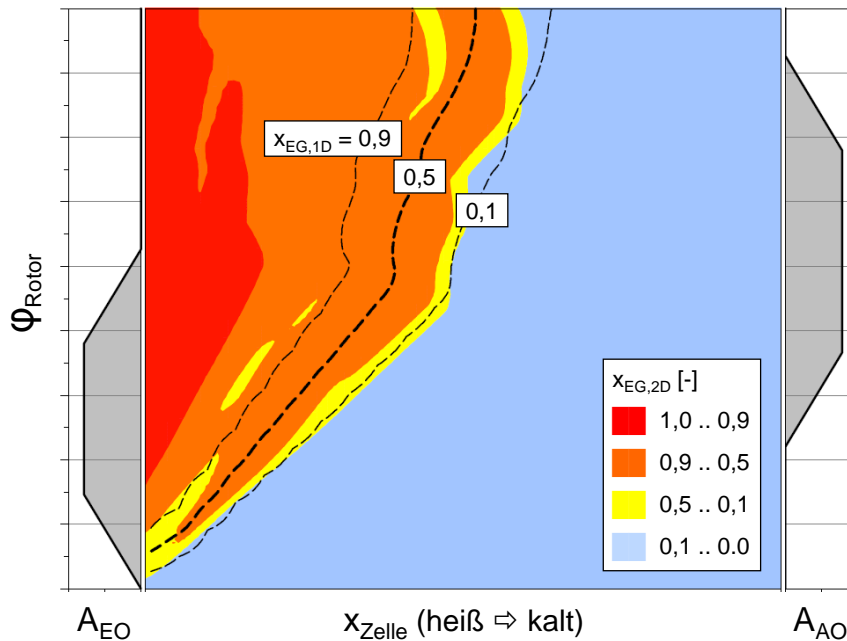 x_EG,1D = 0,9
0,5
0,1
φ_Rotor
x_EG,2D [-]
1,0 .. 0,9
0,9 .. 0,5
0,5 .. 0,1
0,1 .. 0.0
A_EO
x_Zelle (heiß ⇨ kalt)
A_AO